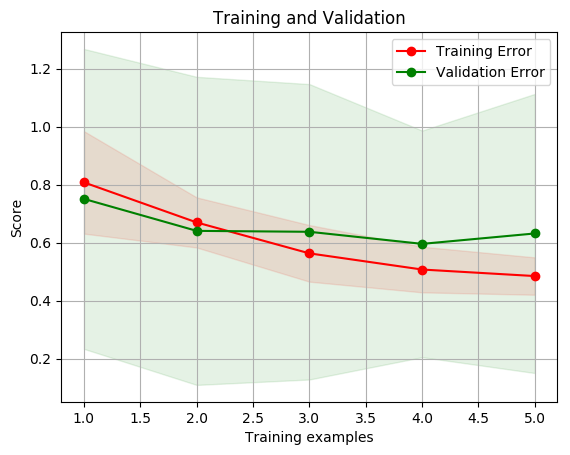 Training and Validation
Training Error
Validation Error
1.2
1.0
0.8
0.6
0.4
0.2
Score
1.0 1.5 2.0 2.5 3.0 3.5 4.0 4.5 5.0
Training examples